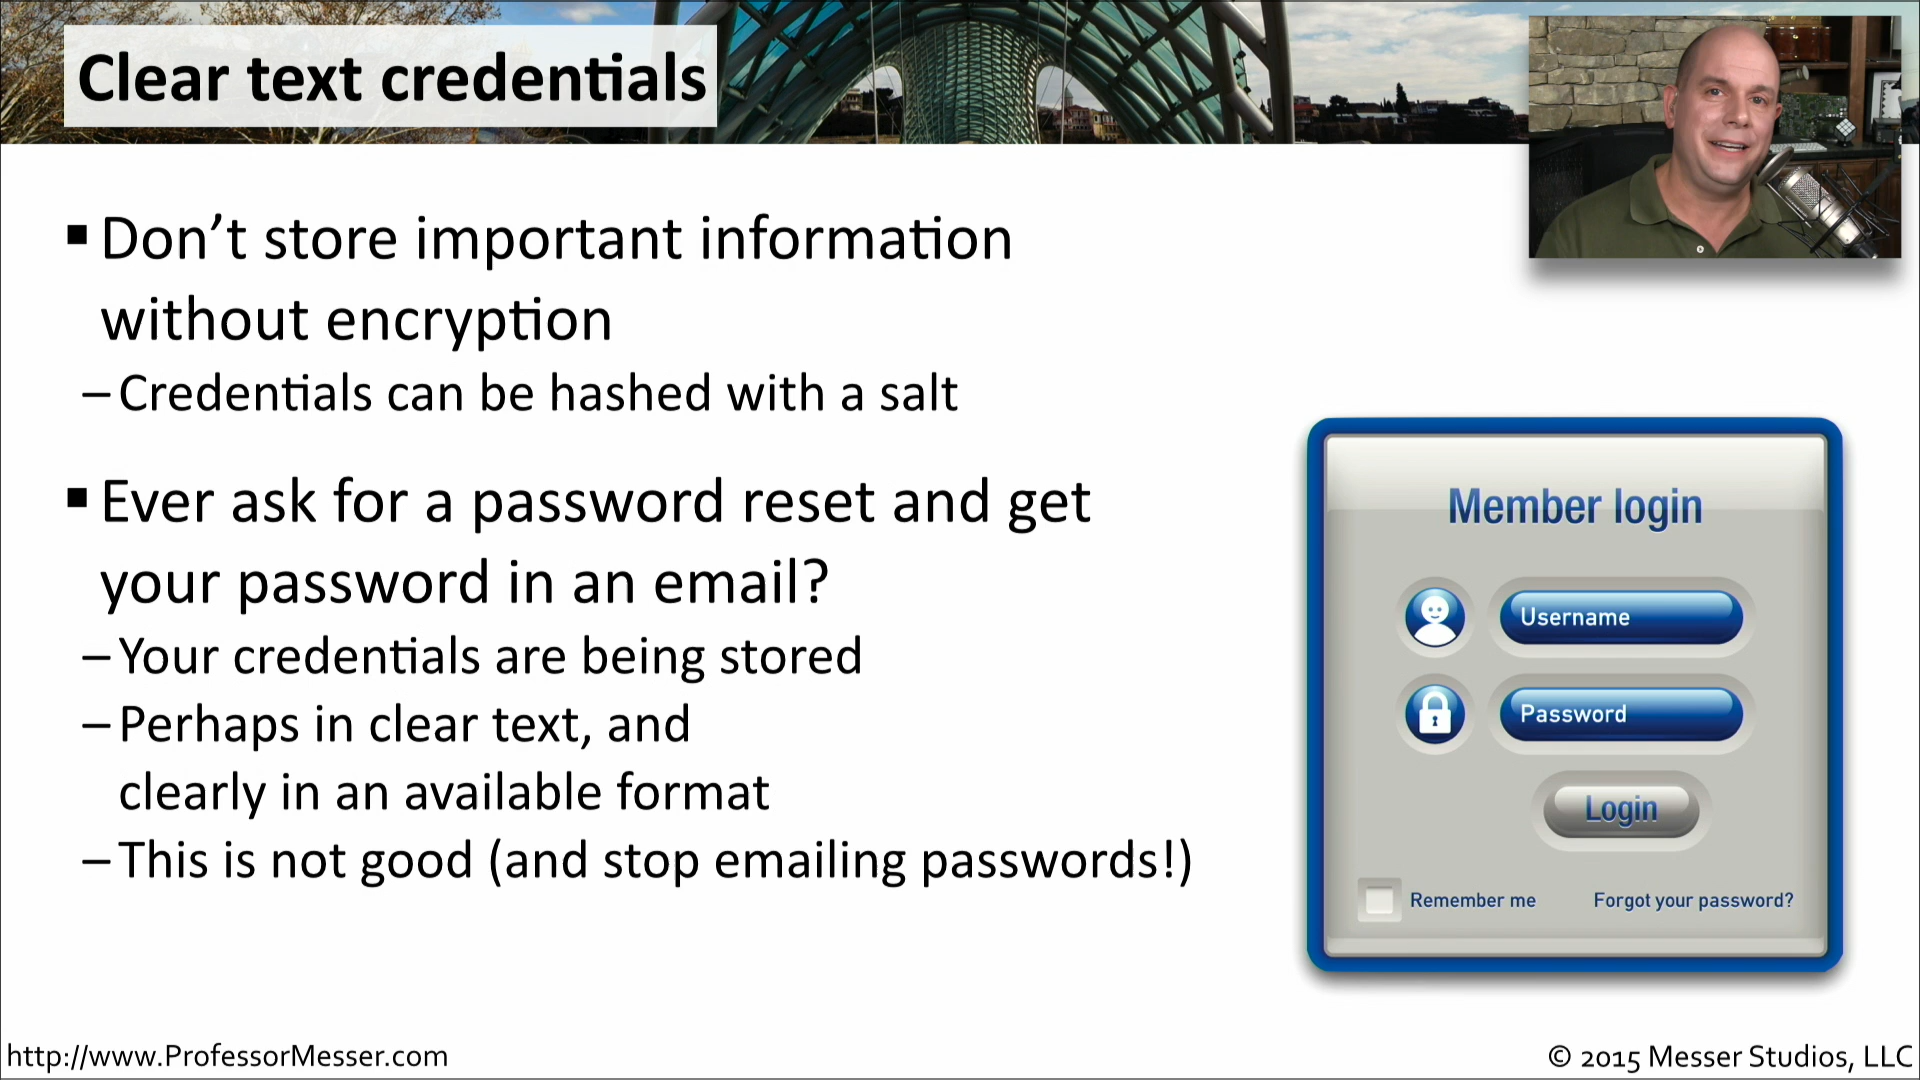 Clear text credentials
▪ Don’t store important information
without encryption
– Credentials can be hashed with a salt
▪ Ever ask for a password reset and get
your password in an email?
– Your credentials are being stored
– Perhaps in clear text, and
clearly in an available format
– This is not good (and stop emailing passwords!)
Member login
Username
Password
Login
Remember me
Forgot your password?
http://www.ProfessorMesser.com
© 2015 Messer Studios, LLC